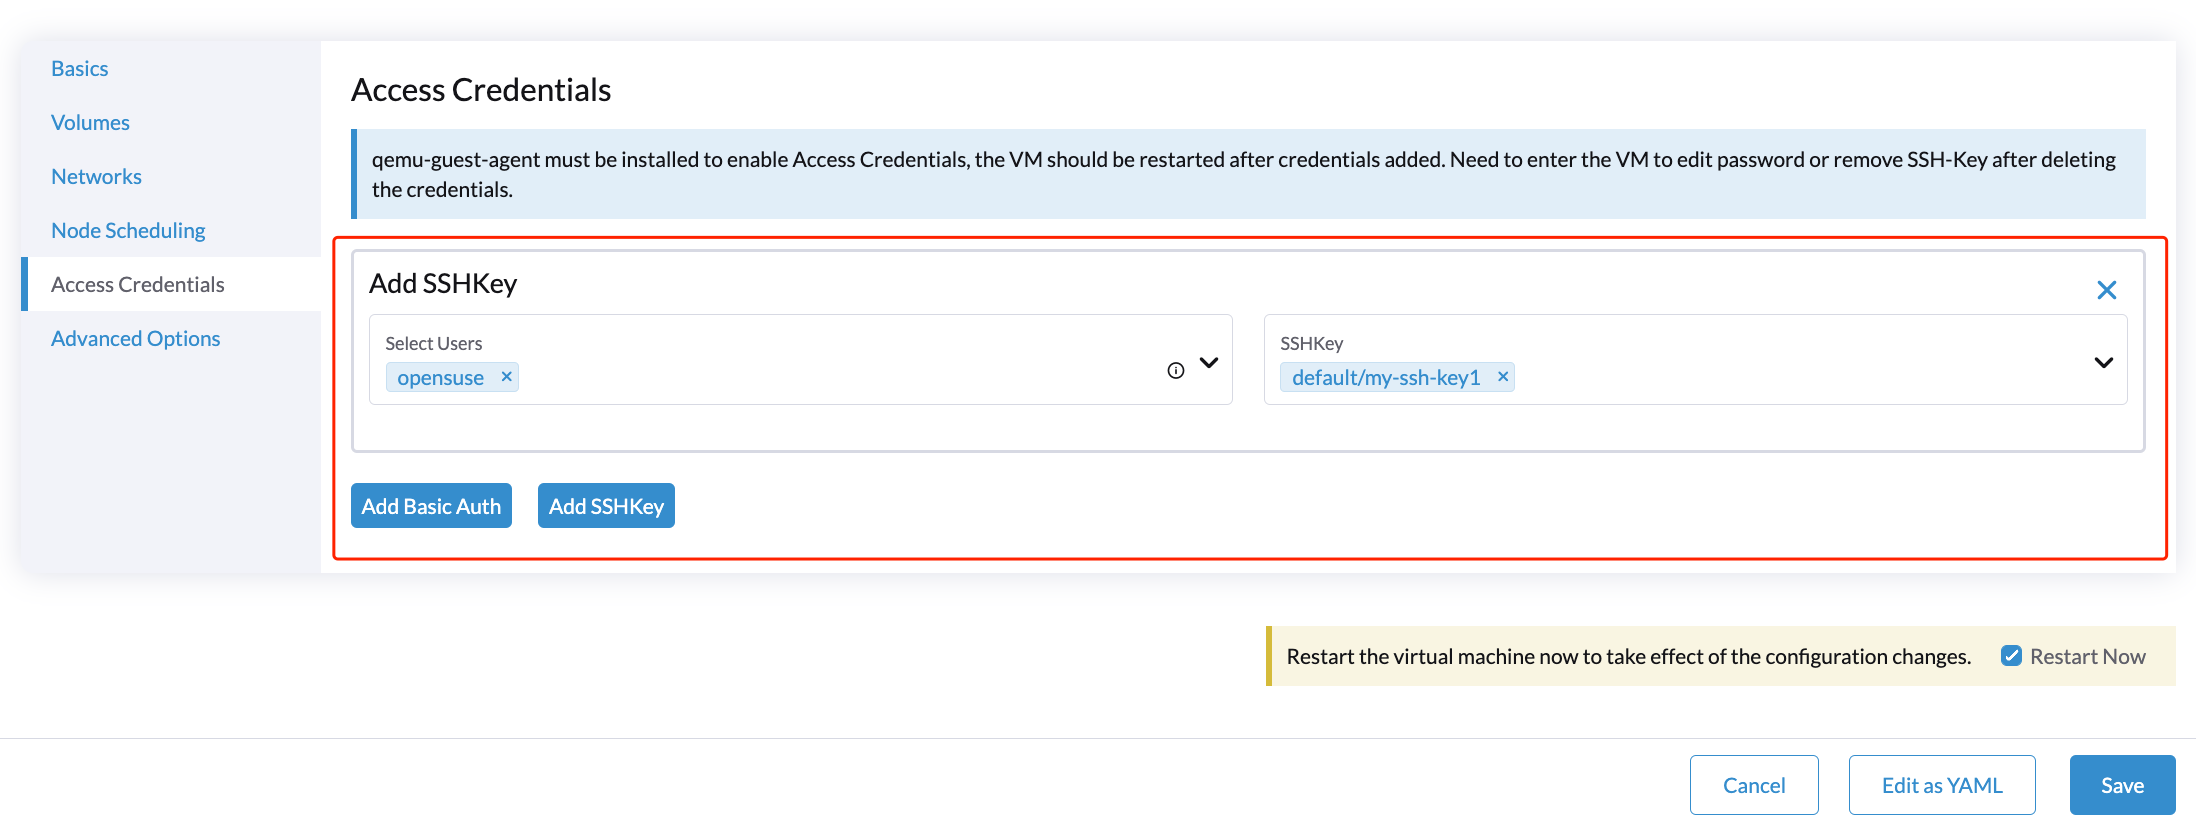 Basics
Volumes
Networks
Node Scheduling
Access Credentials
Advanced Options
Access Credentials
qemu-guest-agent must be installed to enable Access Credentials, the VM should be restarted after credentials added. Need to enter the VM to edit password or remove SSH-Key after deleting
the credentials.
Add SSHKey
Select Users
opensuse ×
SSHKey
default/my-ssh-key1 ×
Add Basic Auth
Add SSHKey
Restart the virtual machine now to take effect of the configuration changes.
Restart Now
Cancel
Edit as YAML
Save